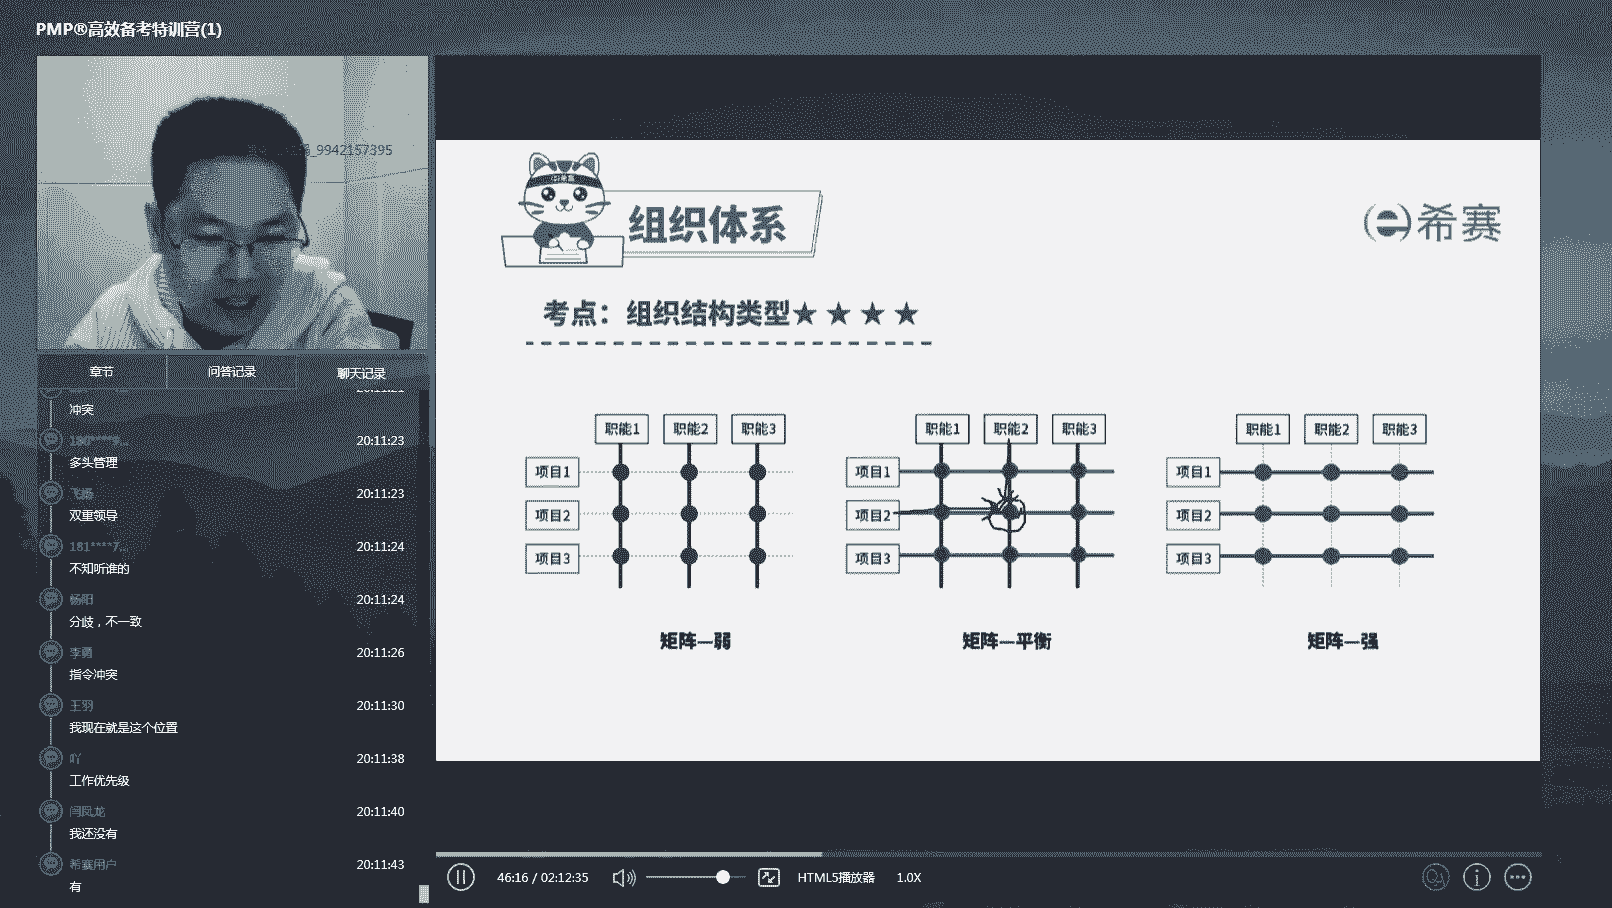 PMP®高效备考特训营(1)
_9942157395
章节
问答记录
聊天记录
冲突
180****9...
20:11:23
多头管理
飞扬
20:11:23
双重领导
181****7...
20:11:24
不知听谁的
杨阳
20:11:24
分歧，不一致
李勇
20:11:26
指令冲突
王羽
20:11:30
我现在就是这个位置
吖
20:11:38
工作优先级
闫凤龙
20:11:40
我还没有
希赛用户
20:11:43
有
组织体系
希赛
考点：组织结构类型★ ★ ★ ★
职能1 职能2 职能3
项目1
项目2
项目3
矩阵—弱
职能1 职能2 职能3
项目1
项目2
项目3
矩阵—平衡
职能1 职能2 职能3
项目1
项目2
项目3
矩阵—强
46:16 / 02:12:35
HTML5播放器
1.0X